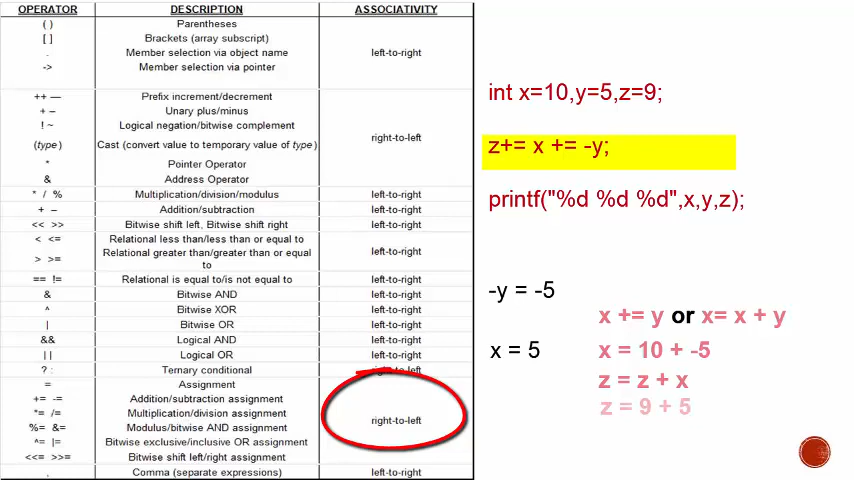 OPERATOR DESCRIPTION ASSOCIATIVITY
( ) Parentheses
[ ] Brackets (array subscript)
. Member selection via object name left-to-right
-> Member selection via pointer
++ — Prefix increment/decrement
+ – Unary plus/minus
! ~ Logical negation/bitwise complement
right-to-left
(type) Cast (convert value to temporary value of type)
* Pointer Operator
& Address Operator
* / % Multiplication/division/modulus left-to-right
+ – Addition/subtraction left-to-right
<< >> Bitwise shift left, Bitwise shift right left-to-right
< <= Relational less than/less than or equal to
left-to-right
> >= Relational greater than/greater than or equal
to
== != Relational is equal to/is not equal to left-to-right
& Bitwise AND left-to-right
^ Bitwise XOR left-to-right
| Bitwise OR left-to-right
&& Logical AND left-to-right
| | Logical OR left-to-right
? : Ternary conditional right-to-left
= Assignment
+= -= Addition/subtraction assignment
*= /= Multiplication/division assignment
right-to-left
%= &= Modulus/bitwise AND assignment
^= |= Bitwise exclusive/inclusive OR assignment
<<= >>= Bitwise shift left/right assignment
, Comma (separate expressions) left-to-right
int x=10,y=5,z=9;
z+= x += -y;
printf("%d %d %d",x,y,z);
-y = -5
x += y or x= x + y
x = 5 x = 10 + -5
z = z + x
z = 9 + 5